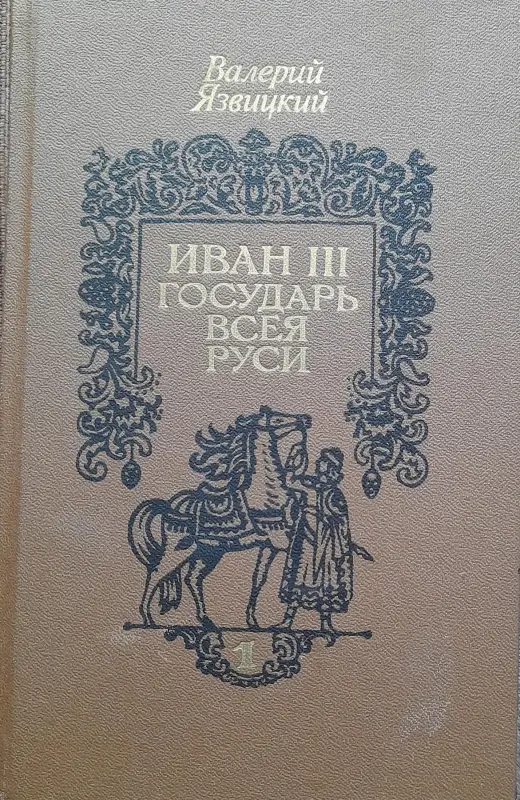 Валерий
Язвицкий
ИВАН III
ГОСУДАРЬ
ВСЕЯ
РУСИ
1